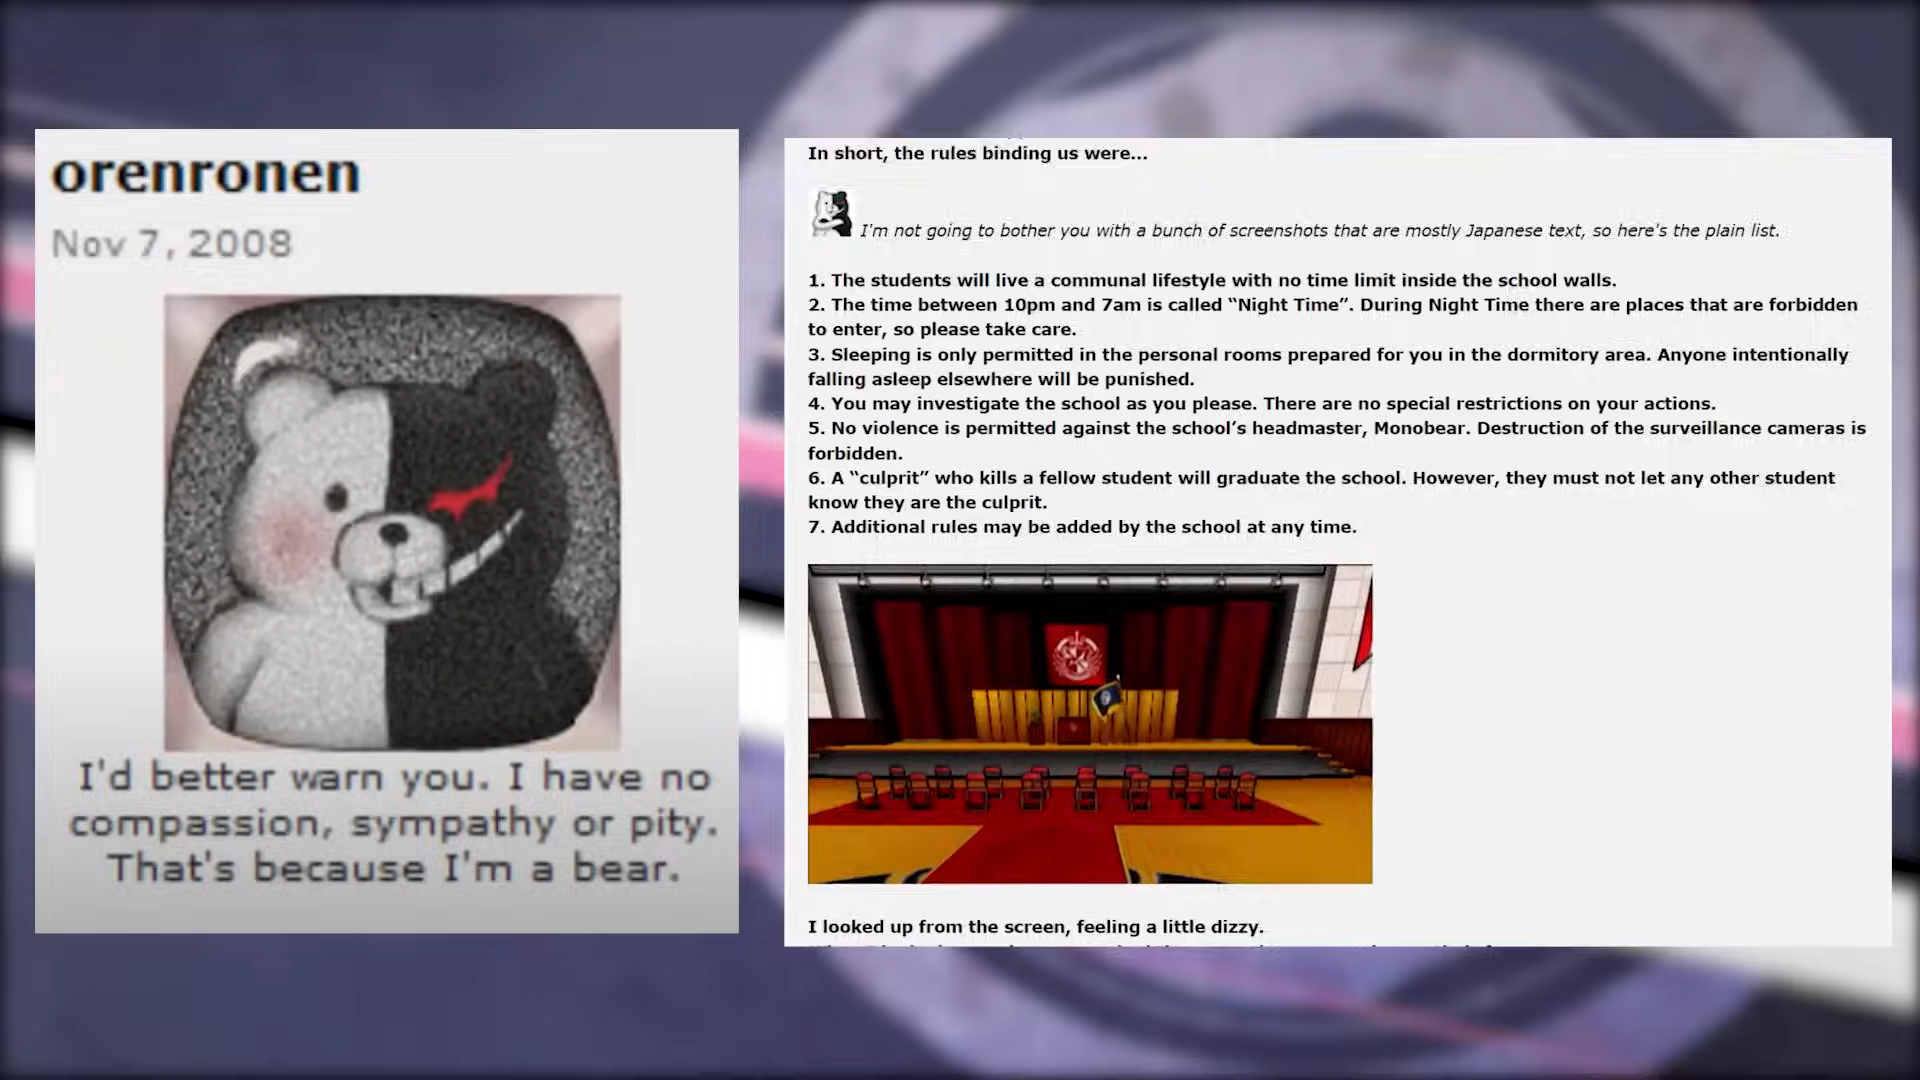 orenronen
Nov 7, 2008
I'd better warn you. I have no
compassion, sympathy or pity.
That's because I'm a bear.
In short, the rules binding us were...
I'm not going to bother you with a bunch of screenshots that are mostly Japanese text, so here's the plain list.
1. The students will live a communal lifestyle with no time limit inside the school walls.
2. The time between 10pm and 7am is called “Night Time”. During Night Time there are places that are forbidden
to enter, so please take care.
3. Sleeping is only permitted in the personal rooms prepared for you in the dormitory area. Anyone intentionally
falling asleep elsewhere will be punished.
4. You may investigate the school as you please. There are no special restrictions on your actions.
5. No violence is permitted against the school’s headmaster, Monobear. Destruction of the surveillance cameras is
forbidden.
6. A “culprit” who kills a fellow student will graduate the school. However, they must not let any other student
know they are the culprit.
7. Additional rules may be added by the school at any time.
I looked up from the screen, feeling a little dizzy.